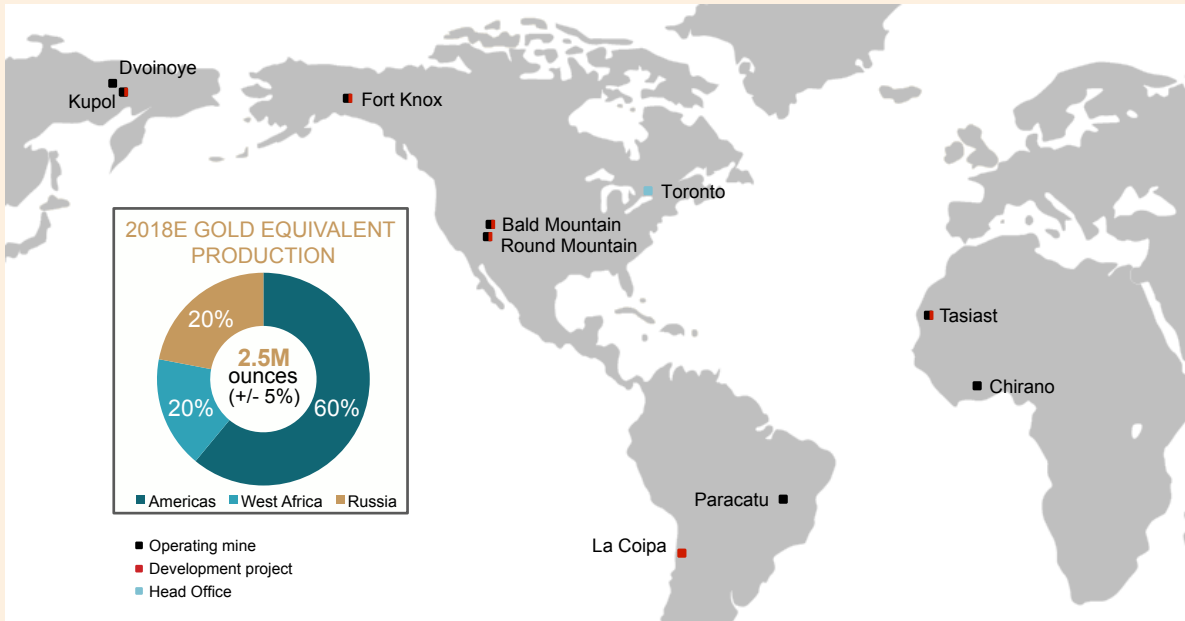 Dvoinoye
Kupol
Fort Knox
Toronto
Bald Mountain
Round Mountain
2018E GOLD EQUIVALENT
PRODUCTION
20%
2.5M
ounces
(+/- 5%)
60%
20%
Americas West Africa Russia
Tasiast
Chirano
Paracatu
La Coipa
Operating mine
Development project
Head Office